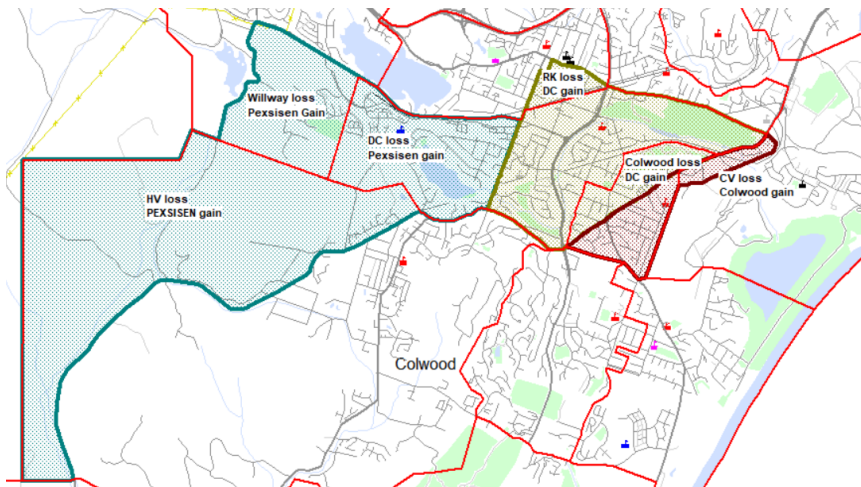 RK loss
DC gain
Willway loss
Pexsisen Gain
DC loss
Pexsisen gain
Colwood loss
DC gain
CV loss
Colwood gain
HV loss
PEXSISEN gain
Colwood